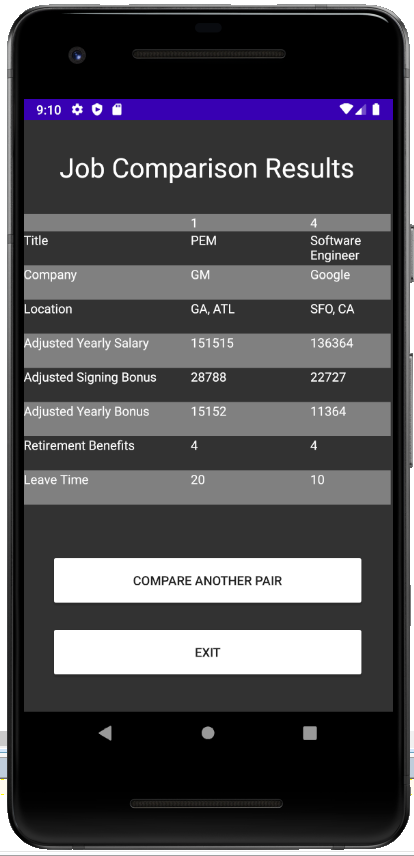 9:10
Job Comparison Results
1 4
Title PEM Software
Engineer
Company GM Google
Location GA, ATL SFO, CA
Adjusted Yearly Salary 151515 136364
Adjusted Signing Bonus 28788 22727
Adjusted Yearly Bonus 15152 11364
Retirement Benefits 4 4
Leave Time 20 10
COMPARE ANOTHER PAIR
EXIT